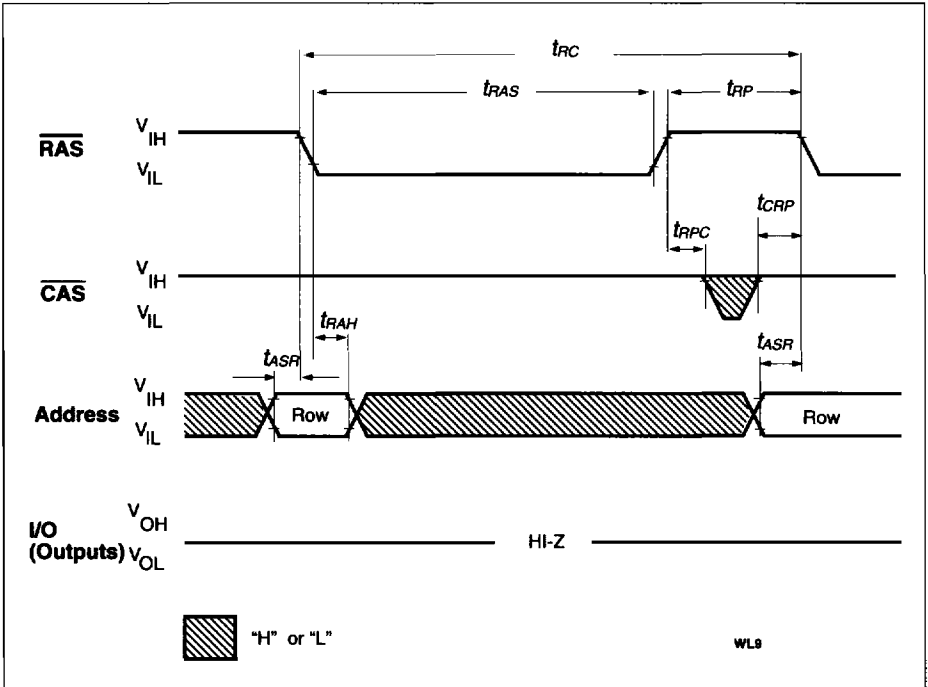 tRC
tRAS
tRP
RAS
VIH
VIL
tCRP
tRPC
CAS
VIH
VIL
tRAH
tASR
tASR
Address
VIH
VIL
Row
Row
I/O
(Outputs)
VOH
VOL
HI-Z
"H" or "L"
WL9